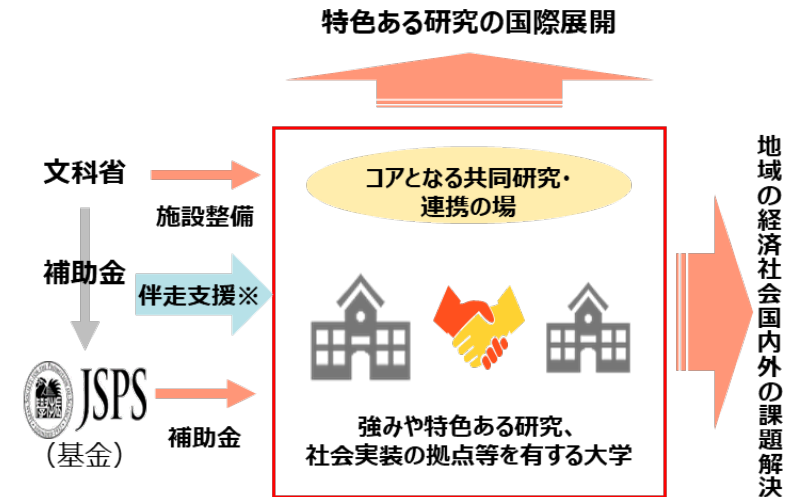 特色ある研究の国際展開
文科省
施設整備
補助金
伴走支援※
JSPS
（基金）
補助金
コアとなる共同研究・
連携の場
強みや特色ある研究、
社会実装の拠点等を有する大学
地域の経済社会国内外の課題解決